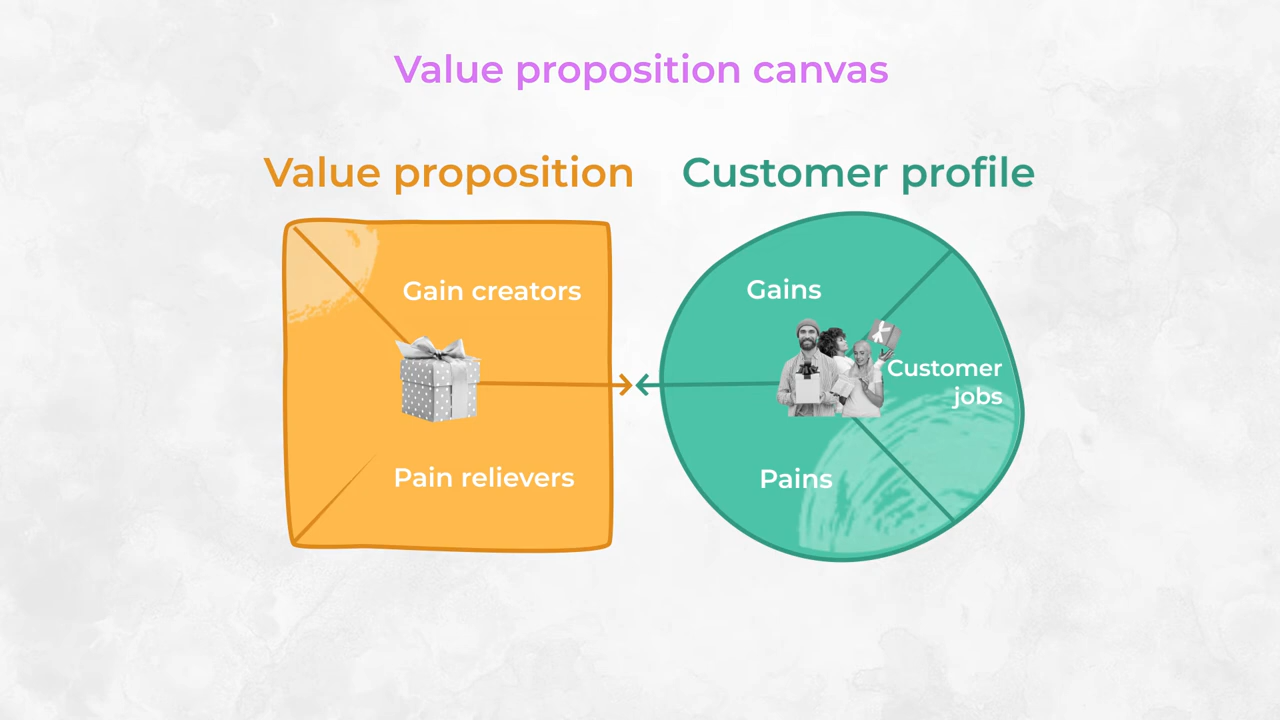 Value proposition canvas
Value proposition
Customer profile
Gain creators
Pain relievers
Gains
Customer
jobs
Pains